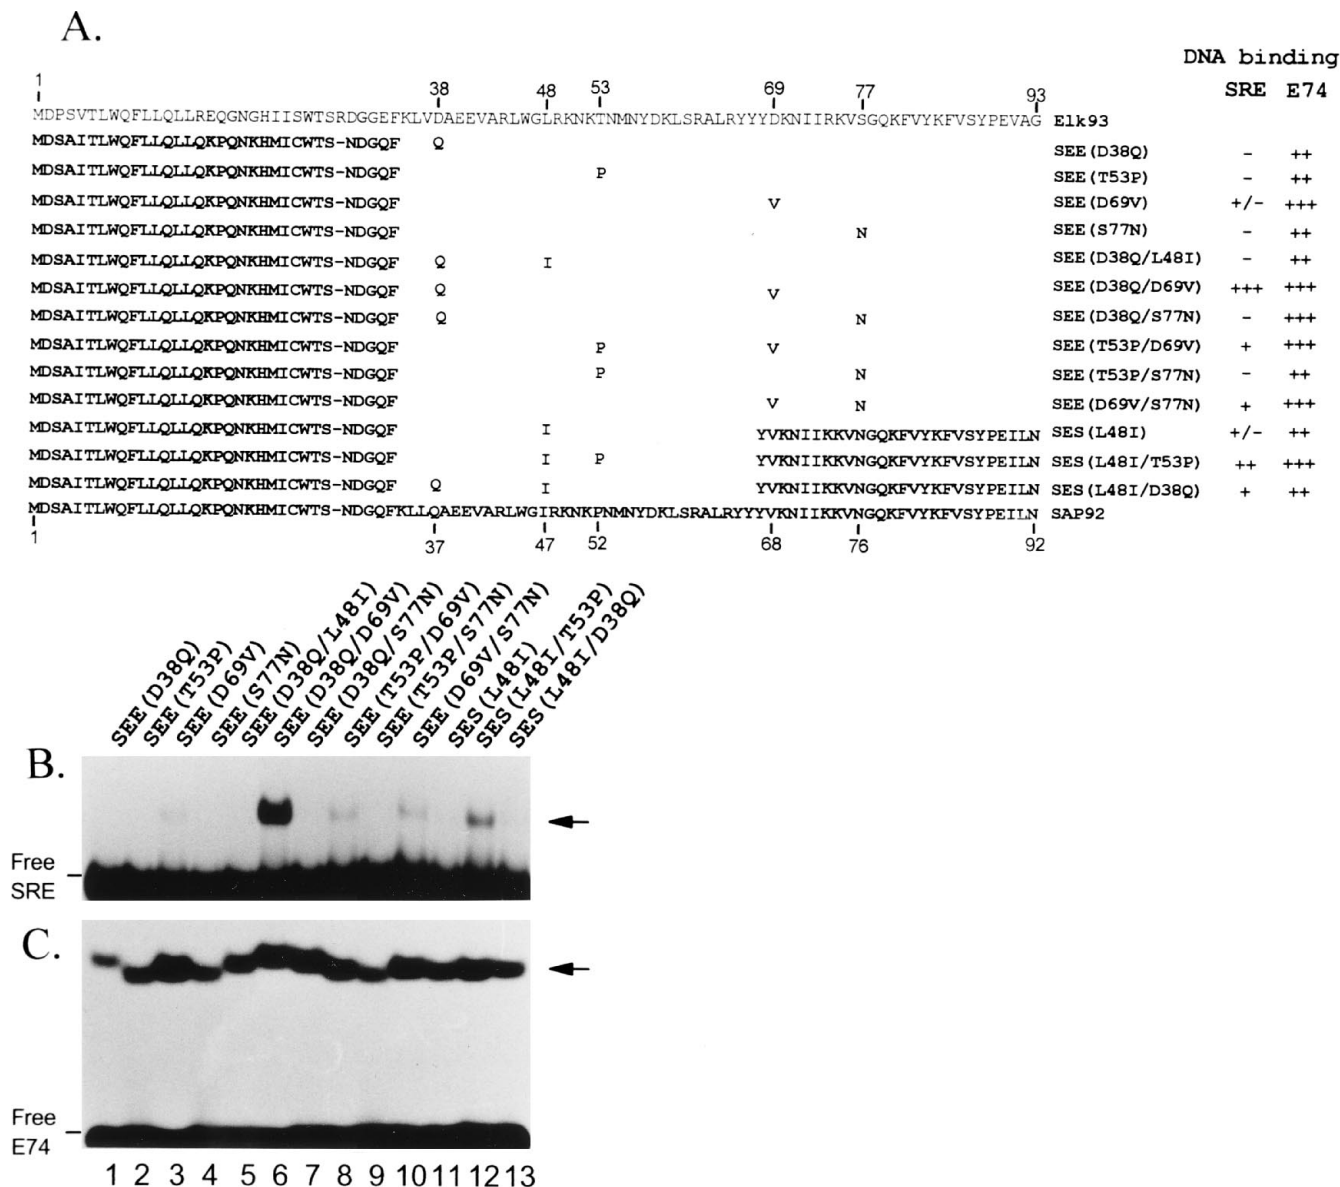 A.
DNA binding
1 38 48 53 69 77 93 SRE E74
MDPSVTLWQFLLQLLREQGNGHIISWTSRDGGEFKLVDAEEVARLWGLRKNKTNMNYDKLSRALRYYYDKNIIRKVSGQKFVYKFVSYPEVAG Elk93
MDSAITLWQFLLQLLQKPQNKHMICWTS-NDGQF Q SEE(D38Q) - ++
MDSAITLWQFLLQLLQKPQNKHMICWTS-NDGQF P SEE(T53P) - ++
MDSAITLWQFLLQLLQKPQNKHMICWTS-NDGQF V SEE(D69V) +/- +++
MDSAITLWQFLLQLLQKPQNKHMICWTS-NDGQF N SEE(S77N) - ++
MDSAITLWQFLLQLLQKPQNKHMICWTS-NDGQF Q I SEE(D38Q/L48I) - ++
MDSAITLWQFLLQLLQKPQNKHMICWTS-NDGQF Q V SEE(D38Q/D69V) +++ +++
MDSAITLWQFLLQLLQKPQNKHMICWTS-NDGQF Q N SEE(D38Q/S77N) - +++
MDSAITLWQFLLQLLQKPQNKHMICWTS-NDGQF P V SEE(T53P/D69V) + +++
MDSAITLWQFLLQLLQKPQNKHMICWTS-NDGQF P N SEE(T53P/S77N) - ++
MDSAITLWQFLLQLLQKPQNKHMICWTS-NDGQF V N SEE(D69V/S77N) + +++
MDSAITLWQFLLQLLQKPQNKHMICWTS-NDGQF I YVKNIIKKVNGQKFVYKFVSYPEILN SES(L48I) +/- ++
MDSAITLWQFLLQLLQKPQNKHMICWTS-NDGQF I P YVKNIIKKVNGQKFVYKFVSYPEILN SES(L48I/T53P) ++ +++
MDSAITLWQFLLQLLQKPQNKHMICWTS-NDGQF Q I YVKNIIKKVNGQKFVYKFVSYPEILN SES(L48I/D38Q) + ++
MDSAITLWQFLLQLLQKPQNKHMICWTS-NDGQFKLLQAEEVARLWGIRKNKPNMNYDKLSRALRYYYVKNIIKKVNGQKFVYKFVSYPEILN SAP92
1 37 47 52 68 76 92
SEE(D38Q)
SEE(T53P)
SEE(D69V)
SEE(S77N)
SEE(D38Q/L48I)
SEE(D38Q/D69V)
SEE(D38Q/S77N)
SEE(T53P/D69V)
SEE(T53P/S77N)
SEE(D69V/S77N)
SES(L48I)
SES(L48I/T53P)
SES(L48I/D38Q)
B.
Free
SRE
C.
Free
E74
1 2 3 4 5 6 7 8 9 10 11 12 13